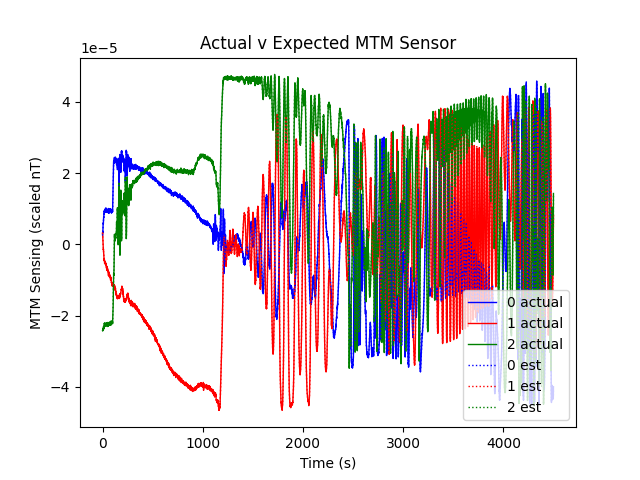 Actual v Expected MTM Sensor
1e−5
MTM Sensing (scaled nT)
4
2
0
−2
−4
0 1000 2000 3000 4000
Time (s)
0 actual
1 actual
2 actual
0 est
1 est
2 est